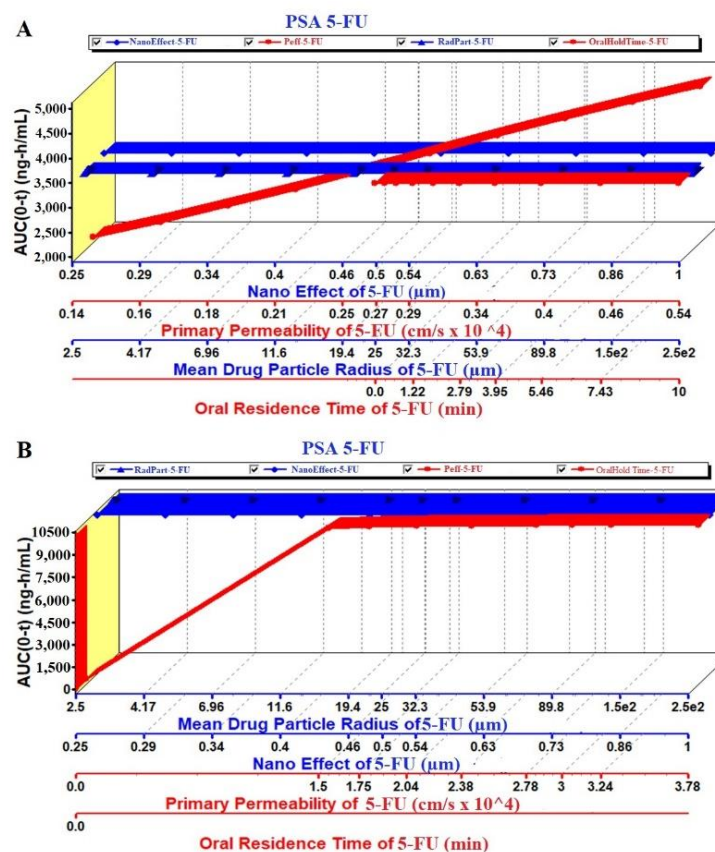 A
PSA 5-FU
NanoEffect-5-FU Peff-5-FU RadPart-5-FU OralHoldTime-5-FU
AUC(0-t) (ng-h/mL)
5,000
4,500
4,000
3,500
3,000
2,500
2,000
0.25 0.29 0.34 0.4 0.46 0.5 0.54 0.63 0.73 0.86 1
Nano Effect of 5-FU (µm)
0.14 0.16 0.18 0.21 0.25 0.27 0.29 0.34 0.4 0.46 0.54
Primary Permeability of 5-FU (cm/s x 10^4)
2.5 4.17 6.96 11.6 19.4 25 32.3 53.9 89.8 1.5e2 2.5e2
Mean Drug Particle Radius of 5-FU (µm)
0.0 1.22 2.79 3.95 5.46 7.43 10
Oral Residence Time of 5-FU (min)
B
PSA 5-FU
RadPart-5-FU NanoEffect-5-FU Peff-5-FU OralHold Time-5-FU
AUC(0-t) (ng-h/mL)
10500
9,000
7,500
6,000
4,500
3,000
1,500
0
2.5 4.17 6.96 11.6 19.4 25 32.3 53.9 89.8 1.5e2 2.5e2
Mean Drug Particle Radius of 5-FU (µm)
0.25 0.29 0.34 0.4 0.46 0.5 0.54 0.63 0.73 0.86 1
Nano Effect of 5-FU (µm)
0.0 1.5 1.75 2.04 2.38 2.78 3 3.24 3.78
Primary Permeability of 5-FU (cm/s x 10^4)
0.0
Oral Residence Time of 5-FU (min)